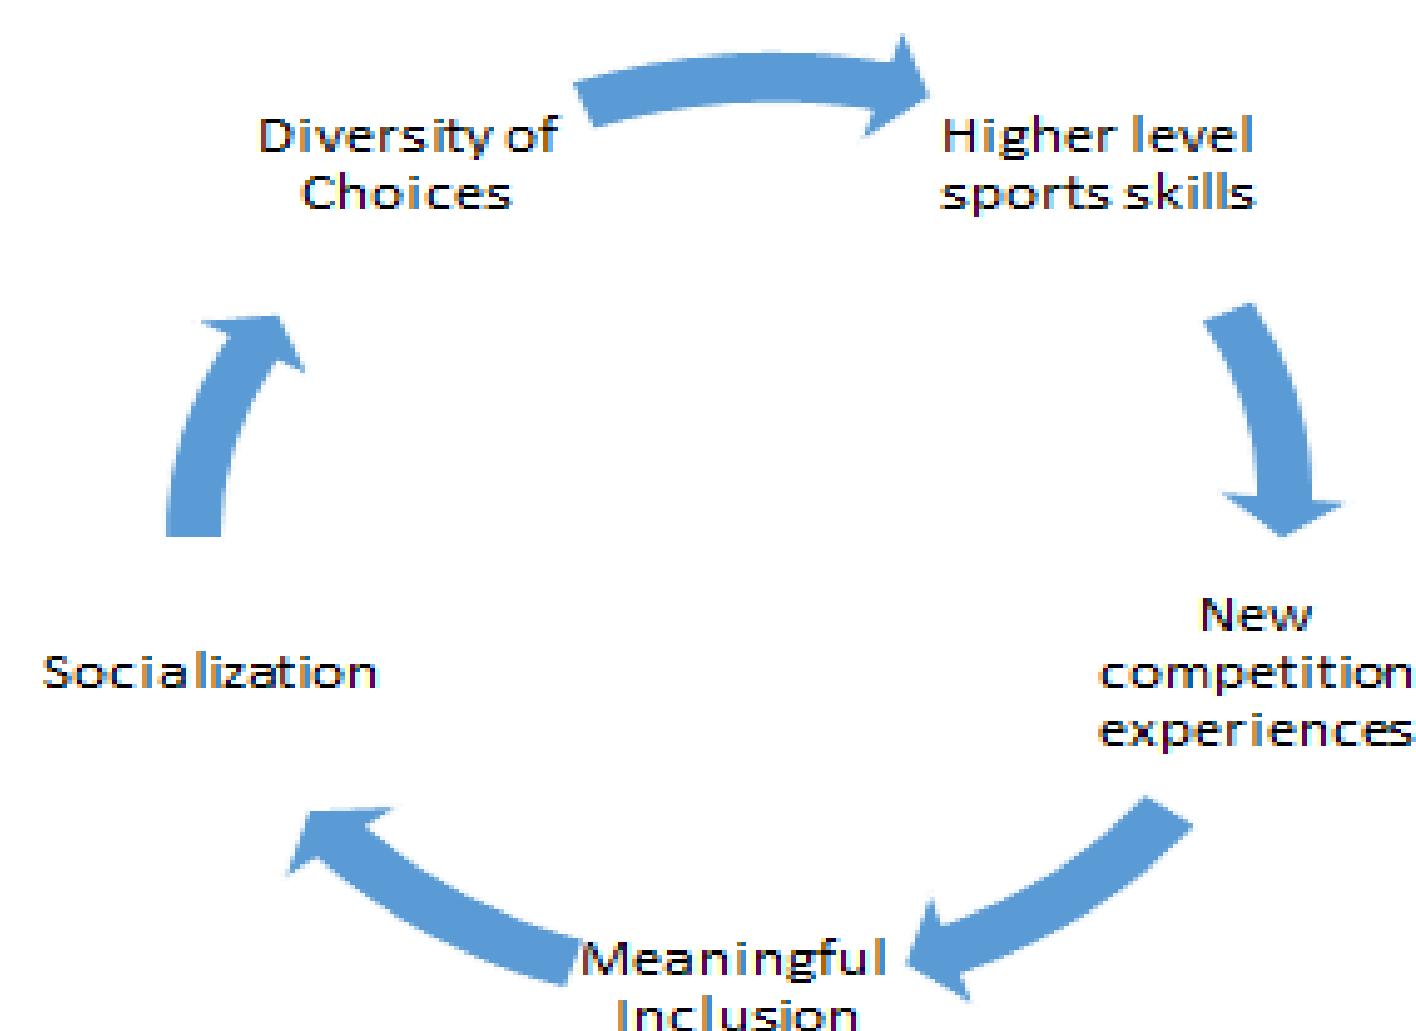 Diversity of
Choices
Higher level
sports skills
New
competition
experiences
Meaningful
Inclusion
Socialization